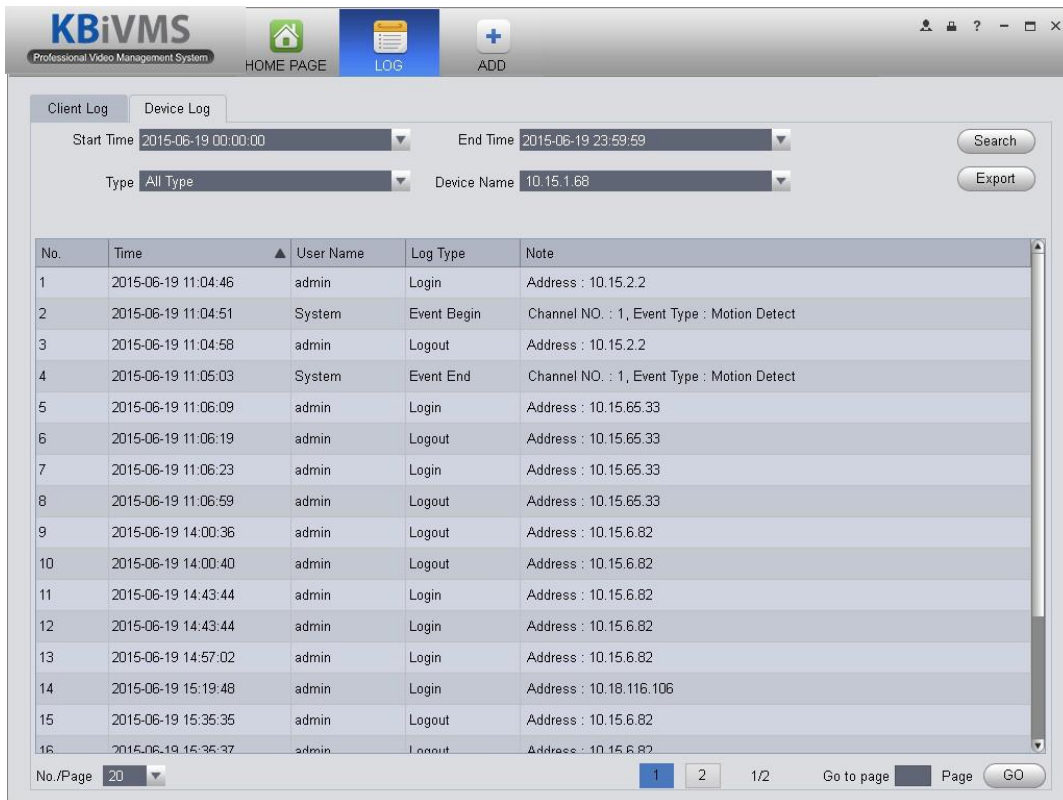 KBiVMS
Professional Video Management System
HOME PAGE
LOG
ADD
?
Client Log Device Log
Start Time 2015-06-19 00:00:00 End Time 2015-06-19 23:59:59 Search
Type All Type Device Name 10.15.1.68 Export
No. Time User Name Log Type Note
1 2015-06-19 11:04:46 admin Login Address : 10.15.2.2
2 2015-06-19 11:04:51 System Event Begin Channel NO. : 1, Event Type : Motion Detect
3 2015-06-19 11:04:58 admin Logout Address : 10.15.2.2
4 2015-06-19 11:05:03 System Event End Channel NO. : 1, Event Type : Motion Detect
5 2015-06-19 11:06:09 admin Login Address : 10.15.65.33
6 2015-06-19 11:06:19 admin Logout Address : 10.15.65.33
7 2015-06-19 11:06:23 admin Login Address : 10.15.65.33
8 2015-06-19 11:06:59 admin Logout Address : 10.15.65.33
9 2015-06-19 14:00:36 admin Logout Address : 10.15.6.82
10 2015-06-19 14:00:40 admin Logout Address : 10.15.6.82
11 2015-06-19 14:43:44 admin Login Address : 10.15.6.82
12 2015-06-19 14:43:44 admin Login Address : 10.15.6.82
13 2015-06-19 14:57:02 admin Login Address : 10.15.6.82
14 2015-06-19 15:19:48 admin Login Address : 10.18.116.106
15 2015-06-19 15:35:35 admin Logout Address : 10.15.6.82
16 2015-06-19 15:35:37 admin Logout Address : 10.15.6.82
No./Page 20 1 2 1/2 Go to page Page GO